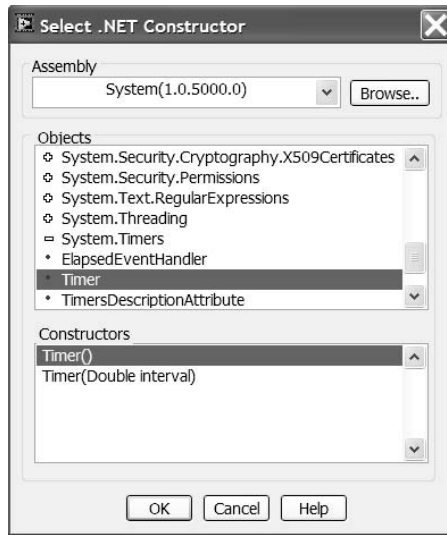 Select .NET Constructor
Assembly
System(1.0.5000.0)
Browse..
Objects
System.Security.Cryptography.X509Certificates
System.Security.Permissions
System.Text.RegularExpressions
System.Threading
System.Timers
ElapsedEventHandler
Timer
TimersDescriptionAttribute
Constructors
Timer()
Timer(Double interval)
OK Cancel Help